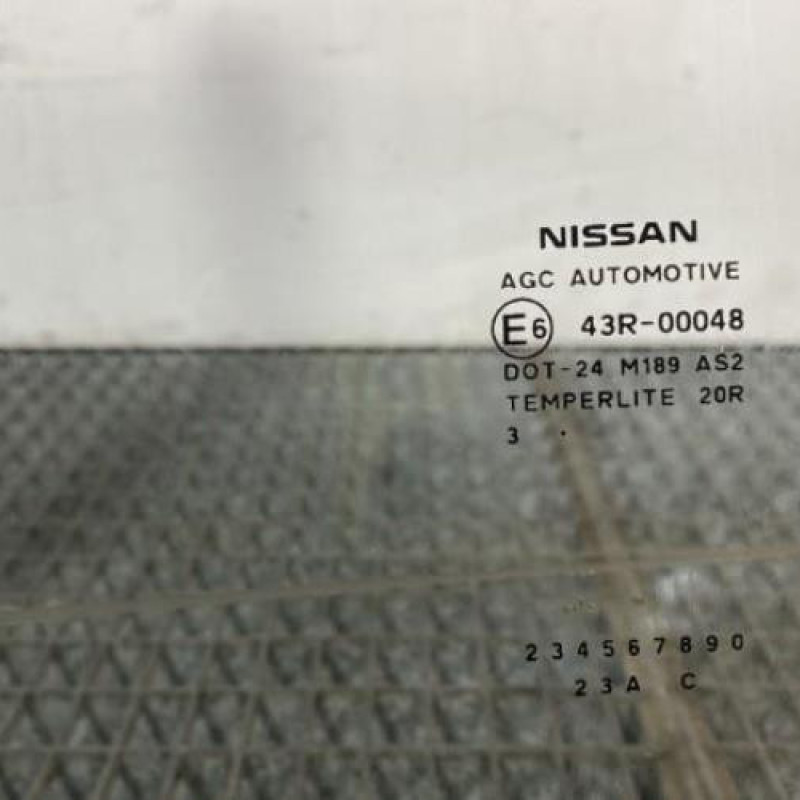 NISSAN
AGC AUTOMOTIVE
E6 43R-00048
DOT-24 M189 AS2
TEMPERLITE 20R
3 .
2 3 4 5 6 7 8 9 0
2 3 A C